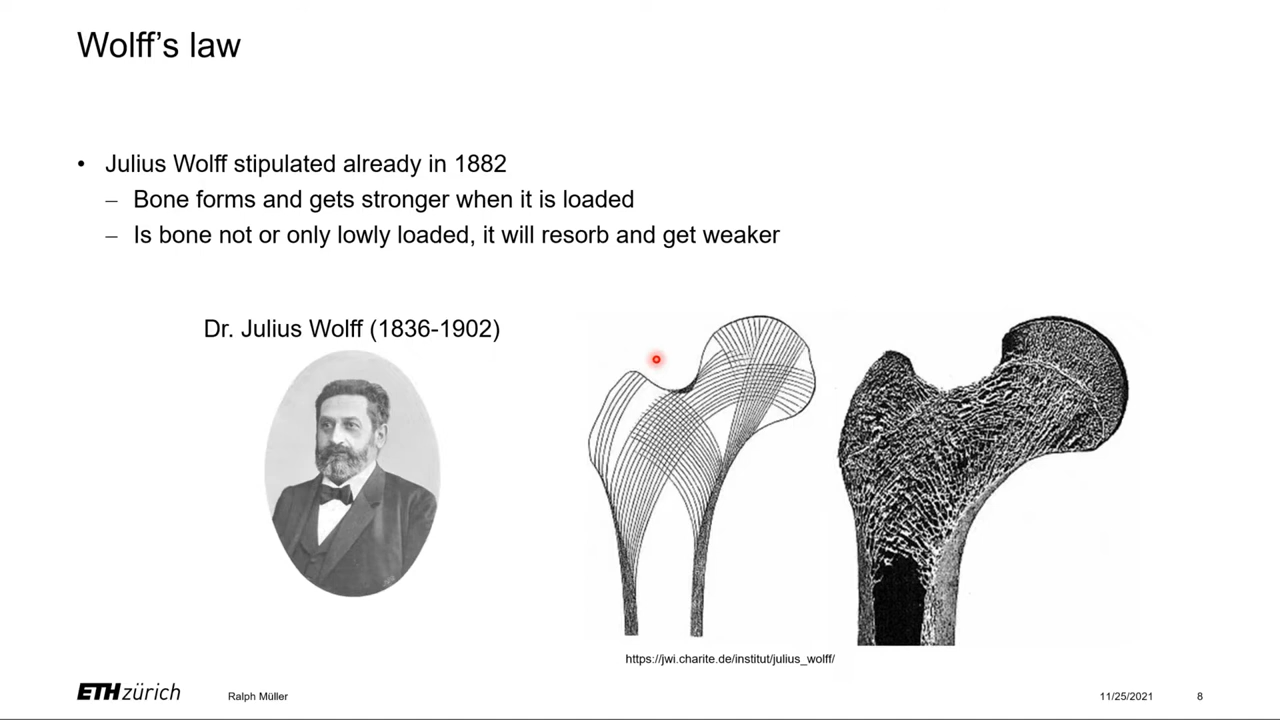 Wolff’s law
• Julius Wolff stipulated already in 1882
– Bone forms and gets stronger when it is loaded
– Is bone not or only lowly loaded, it will resorb and get weaker
Dr. Julius Wolff (1836-1902)
https://jwi.charite.de/institut/julius_wolff/
ETH zürich
Ralph Müller
11/25/2021
8